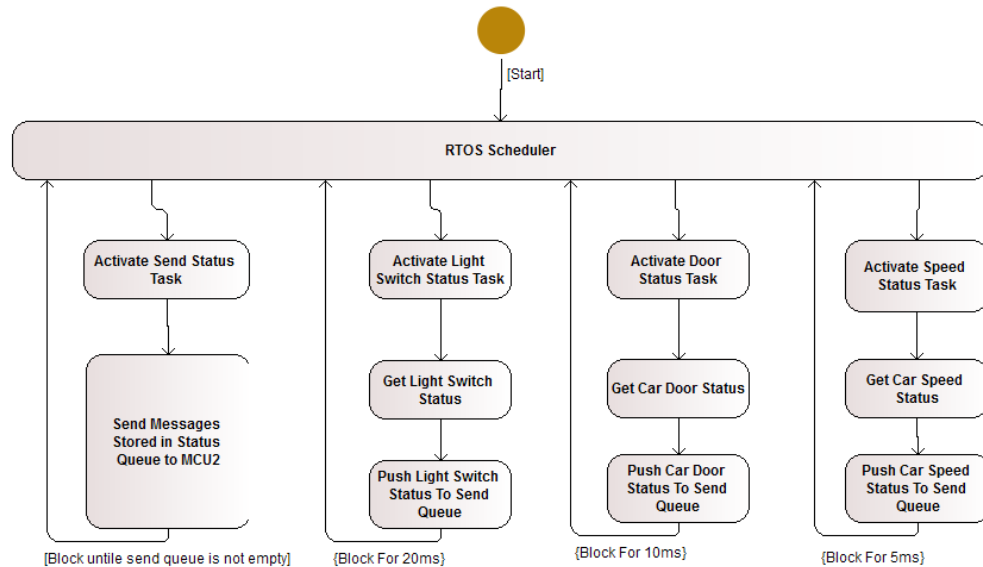 [Start]
RTOS Scheduler
Activate Send Status
Task
Activate Light
Switch Status Task
Activate Door
Status Task
Activate Speed
Status Task
Send Messages
Stored in Status
Queue to MCU2
Get Light Switch
Status
Get Car Door Status
Get Car Speed
Status
Push Light Switch
Status To Send
Queue
Push Car Door
Status To Send
Queue
Push Car Speed
Status To Send
Queue
[Block untile send queue is not empty]
{Block For 20ms}
{Block For 10ms}
{Block For 5ms}